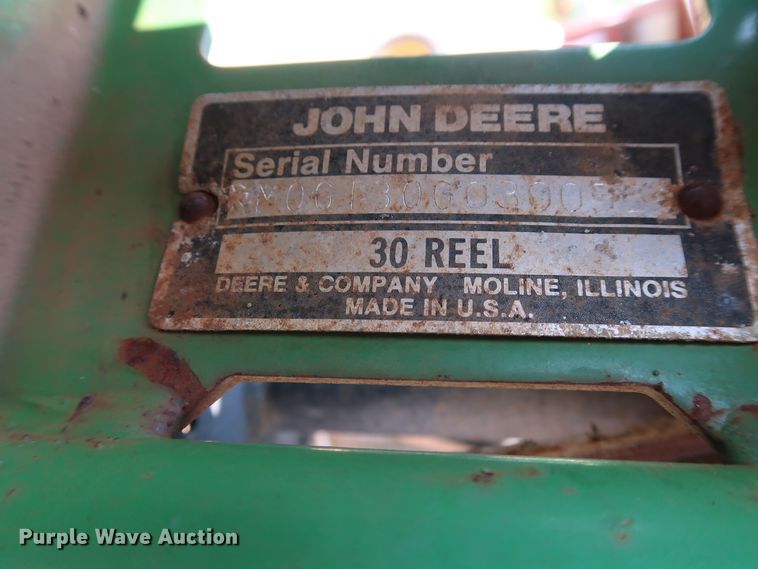 JOHN DEERE
Serial Number
30 REEL
DEERE & COMPANY MOLINE, ILLINOIS
MADE IN U.S.A.
Purple Wave Auction